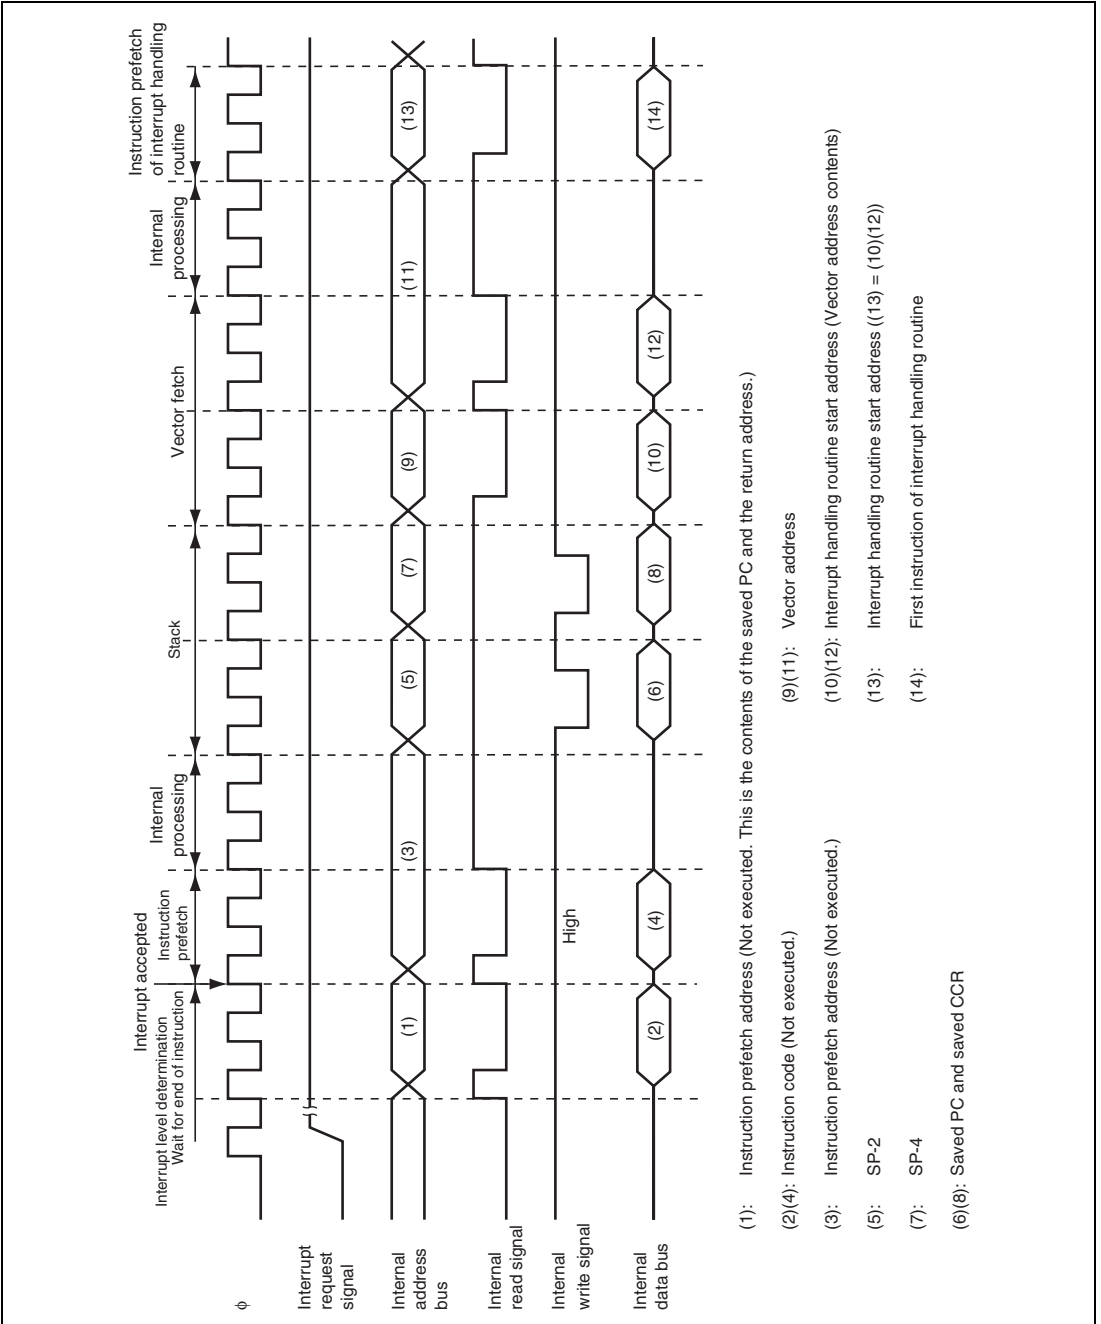 Interrupt accepted
Interrupt level determination
Wait for end of instruction
Instruction
prefetch
Internal
processing
Stack
Vector fetch
Internal
processing
Instruction prefetch
of interrupt handling
routine
φ
Interrupt
request
signal
Internal
address
bus
(1)
(3)
(5)
(7)
(9)
(11)
(13)
Internal
read signal
Internal
write signal
High
Internal
data bus
(2)
(4)
(6)
(8)
(10)
(12)
(14)
(1): Instruction prefetch address (Not executed. This is the contents of the saved PC and the return address.)
(2)(4): Instruction code (Not executed.)
(3): Instruction prefetch address (Not executed.)
(5): SP-2
(7): SP-4
(6)(8): Saved PC and saved CCR
(9)(11): Vector address
(10)(12): Interrupt handling routine start address (Vector address contents)
(13): Interrupt handling routine start address ((13) = (10)(12))
(14): First instruction of interrupt handling routine